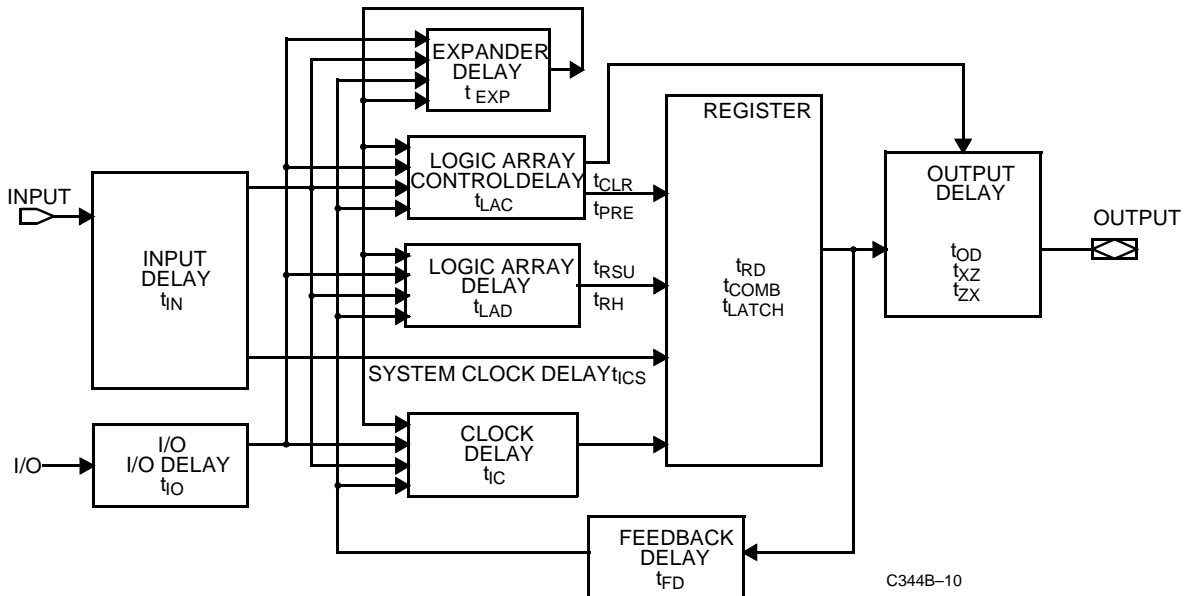 EXPANDER
DELAY
tEXP
REGISTER
LOGIC ARRAY
CONTROLDELAY
tLAC
tCLR
tPRE
OUTPUT
DELAY
tOD
tXZ
tZX
INPUT
OUTPUT
INPUT
DELAY
tIN
LOGIC ARRAY
DELAY
tLAD
tRSU
tRH
tRD
tCOMB
tLATCH
SYSTEM CLOCK DELAYtICS
I/O
I/O
I/O DELAY
tIO
CLOCK
DELAY
tIC
FEEDBACK
DELAY
tFD
C344B–10